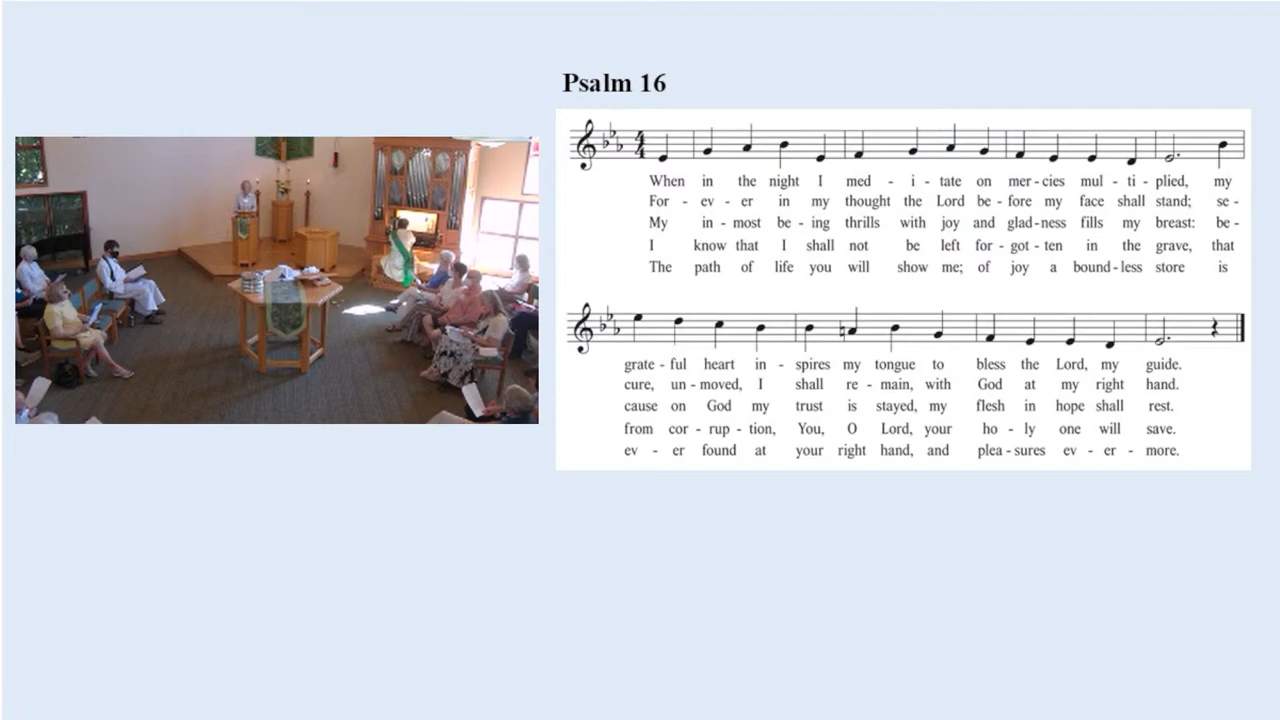 Psalm 16
4
4
When in the night I med - i - tate on mer - cies mul - ti - plied, my
For - ev - er in my thought the Lord be - fore my face shall stand; se -
My in - most be - ing thrills with joy and glad - ness fills my breast: be -
I know that I shall not be left for - got - ten in the grave, that
The path of life you will show me; of joy a bound - less store is
grate - ful heart in - spires my tongue to bless the Lord, my guide.
cure, un - moved, I shall re - main, with God at my right hand.
cause on God my trust is stayed, my flesh in hope shall rest.
from cor - rup - tion, You, O Lord, your ho - ly one will save.
ev - er found at your right hand, and plea - sures ev - er - more.